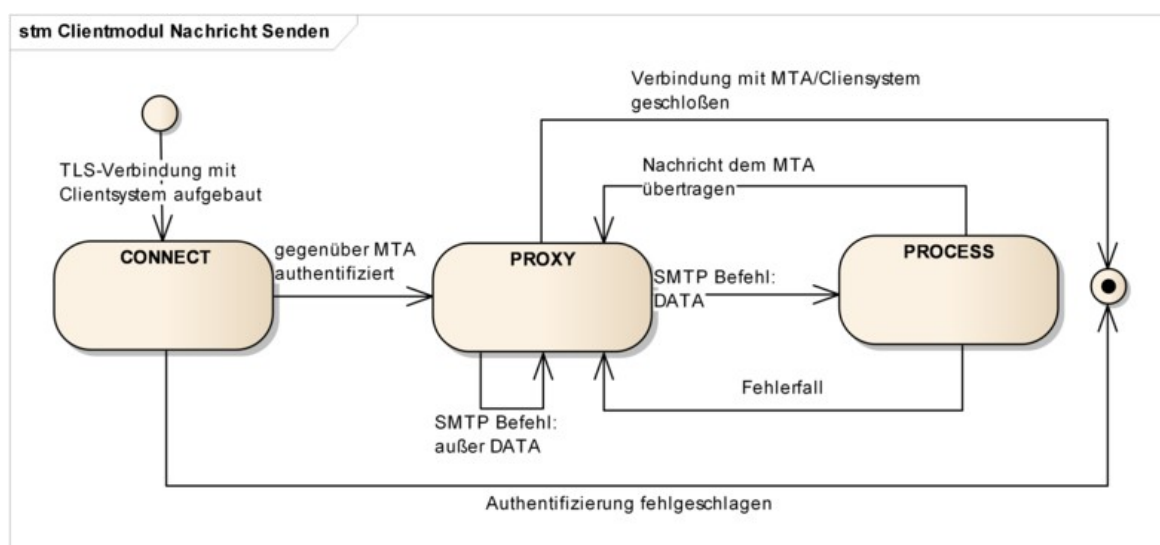 stm Clientmodul Nachricht Senden
Verbindung mit MTA/Cliensystem
geschloßen
TLS-Verbindung mit
Clientsystem aufgebaut
Nachricht dem MTA
übertragen
CONNECT
gegenüber MTA
authentifiziert
PROXY
SMTP Befehl:
DATA
PROCESS
Fehlerfall
SMTP Befehl:
außer DATA
Authentifizierung fehlgeschlagen